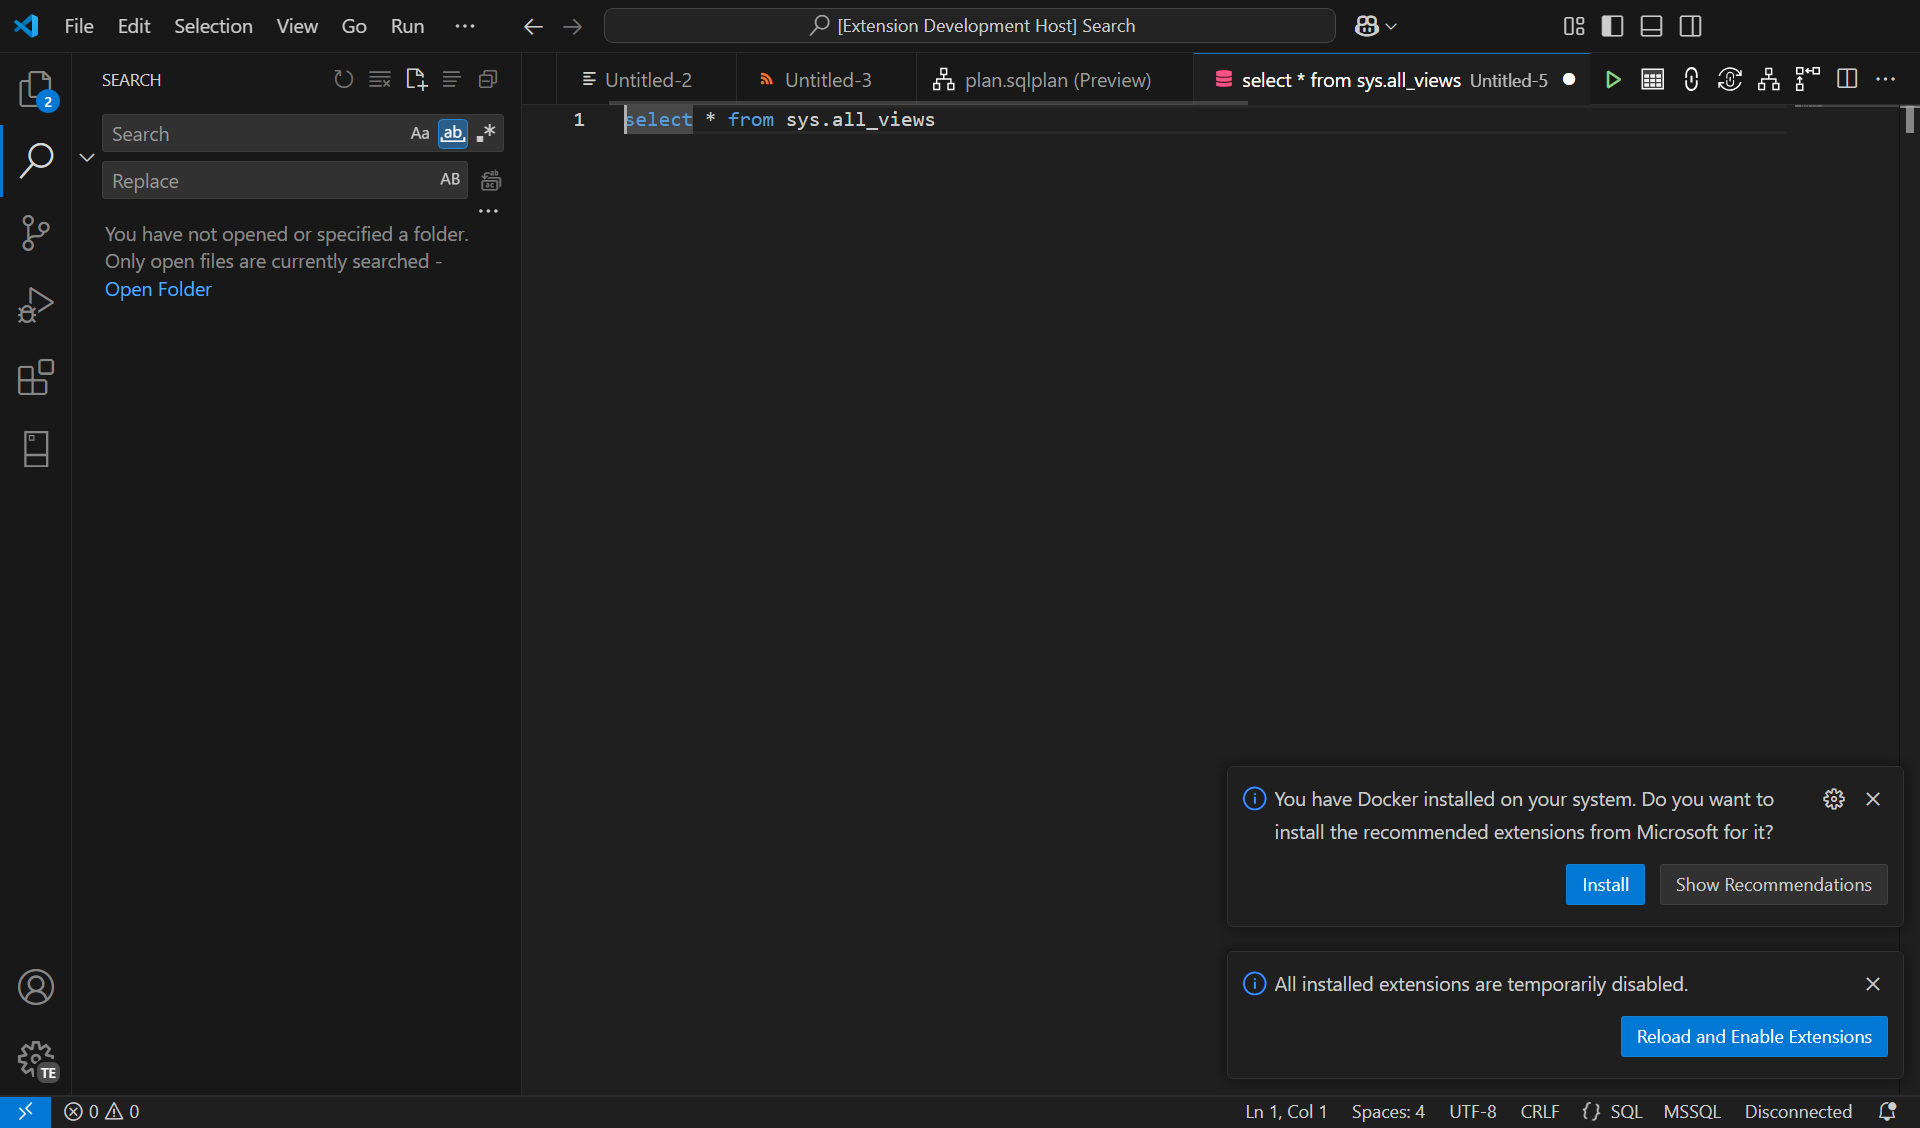 File Edit Selection View Go Run
[Extension Development Host] Search
2
SEARCH
Search Aa ab
Replace AB
You have not opened or specified a folder.
Only open files are currently searched -
Open Folder
Untitled-2
Untitled-3
plan.sqlplan (Preview)
select * from sys.all_views Untitled-5
1 select * from sys.all_views
You have Docker installed on your system. Do you want to
install the recommended extensions from Microsoft for it?
Install Show Recommendations
All installed extensions are temporarily disabled.
Reload and Enable Extensions
TE
0 0
Ln 1, Col 1 Spaces: 4 UTF-8 CRLF {} SQL MSSQL Disconnected